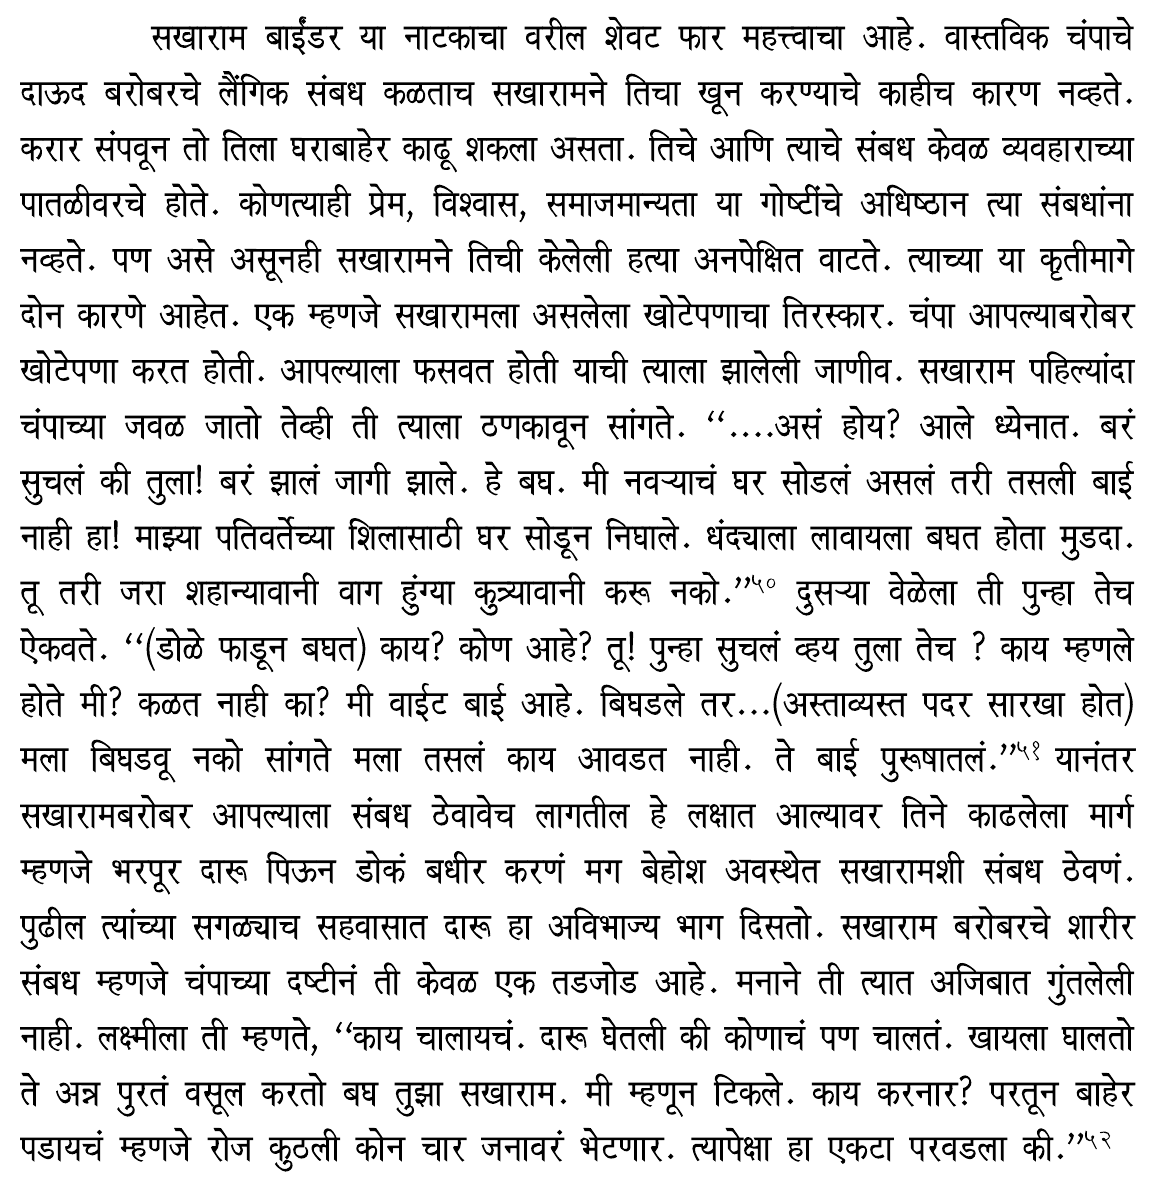 सखाराम बाईंडर या नाटकाचा वरील शेवट फार महत्त्वाचा आहे. वास्तविक चंपाचे
दाऊद बरोबरचे लैंगिक संबध कळताच सखारामने तिचा खून करण्याचे काहीच कारण नव्हते.
करार संपवून तो तिला घराबाहेर काढू शकला असता. तिचे आणि त्याचे संबध केवळ व्यवहाराच्या
पातळीवरचे होते. कोणत्याही प्रेम, विश्वास, समाजमान्यता या गोष्टींचे अधिष्ठान त्या संबधांना
नव्हते. पण असे असूनही सखारामने तिची केलेली हत्या अनपेक्षित वाटते. त्याच्या या कृतीमागे
दोन कारणे आहेत. एक म्हणजे सखारामला असलेला खोटेपणाचा तिरस्कार. चंपा आपल्याबरोबर
खोटेपणा करत होती. आपल्याला फसवत होती याची त्याला झालेली जाणीव. सखाराम पहिल्यांदा
चंपाच्या जवळ जातो तेव्ही ती त्याला ठणकावून सांगते. “....असं होय? आले ध्येनात. बरं
सुचलं की तुला! बरं झालं जागी झाले. हे बघ. मी नवऱ्याचं घर सोडलं असलं तरी तसली बाई
नाही हा! माझ्या पतिवर्तेच्या शिलासाठी घर सोडून निघाले. धंद्याला लावायला बघत होता मुडदा.
तू तरी जरा शहान्यावानी वाग हुंग्या कुत्र्यावानी करू नको.”५० दुसऱ्या वेळेला ती पुन्हा तेच
ऐकवते. “(डोळे फाडून बघत) काय? कोण आहे? तू! पुन्हा सुचलं व्हय तुला तेच ? काय म्हणले
होते मी? कळत नाही का? मी वाईट बाई आहे. बिघडले तर...(अस्ताव्यस्त पदर सारखा होत)
मला बिघडवू नको सांगते मला तसलं काय आवडत नाही. ते बाई पुरूषातलं.”५१ यानंतर
सखारामबरोबर आपल्याला संबध ठेवावेच लागतील हे लक्षात आल्यावर तिने काढलेला मार्ग
म्हणजे भरपूर दारू पिऊन डोकं बधीर करणं मग बेहोश अवस्थेत सखारामशी संबध ठेवणं.
पुढील त्यांच्या सगळ्याच सहवासात दारू हा अविभाज्य भाग दिसतो. सखाराम बरोबरचे शारीर
संबध म्हणजे चंपाच्या दष्टीनं ती केवळ एक तडजोड आहे. मनाने ती त्यात अजिबात गुंतलेली
नाही. लक्ष्मीला ती म्हणते, “काय चालायचं. दारू घेतली की कोणाचं पण चालतं. खायला घालतो
ते अन्न पुरतं वसूल करतो बघ तुझा सखाराम. मी म्हणून टिकले. काय करनार? परतून बाहेर
पडायचं म्हणजे रोज कुठली कोन चार जनावरं भेटणार. त्यापेक्षा हा एकटा परवडला की.”५२